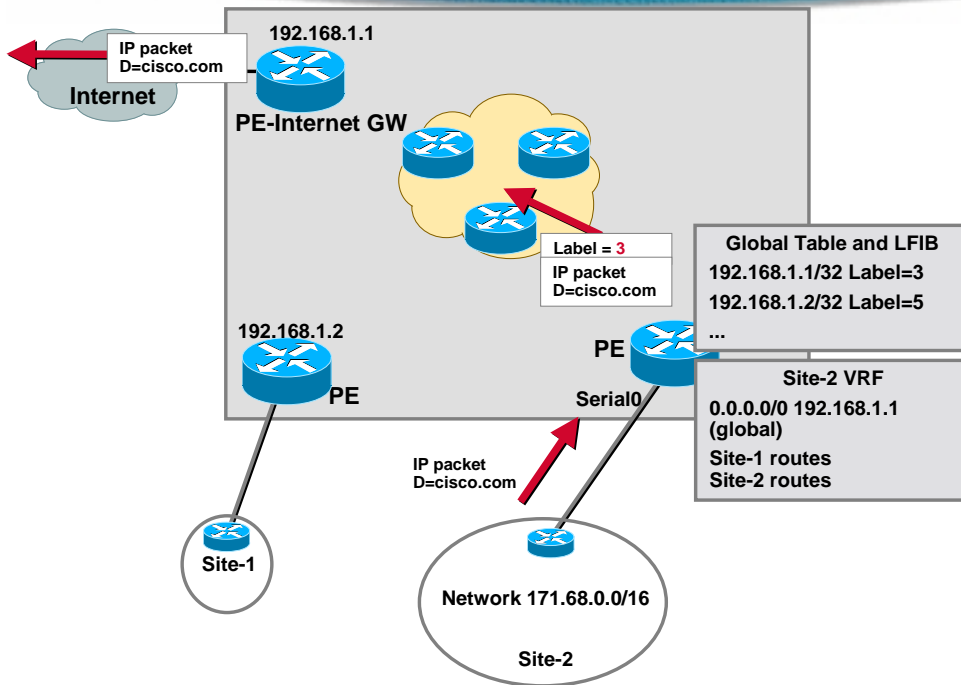 192.168.1.1
IP packet
D=cisco.com
Internet
PE-Internet GW
Label = 3
IP packet
D=cisco.com
Global Table and LFIB
192.168.1.1/32 Label=3
192.168.1.2/32 Label=5
...
192.168.1.2
PE
PE
Serial0
Site-2 VRF
0.0.0.0/0 192.168.1.1
(global)
Site-1 routes
Site-2 routes
IP packet
D=cisco.com
Site-1
Network 171.68.0.0/16
Site-2